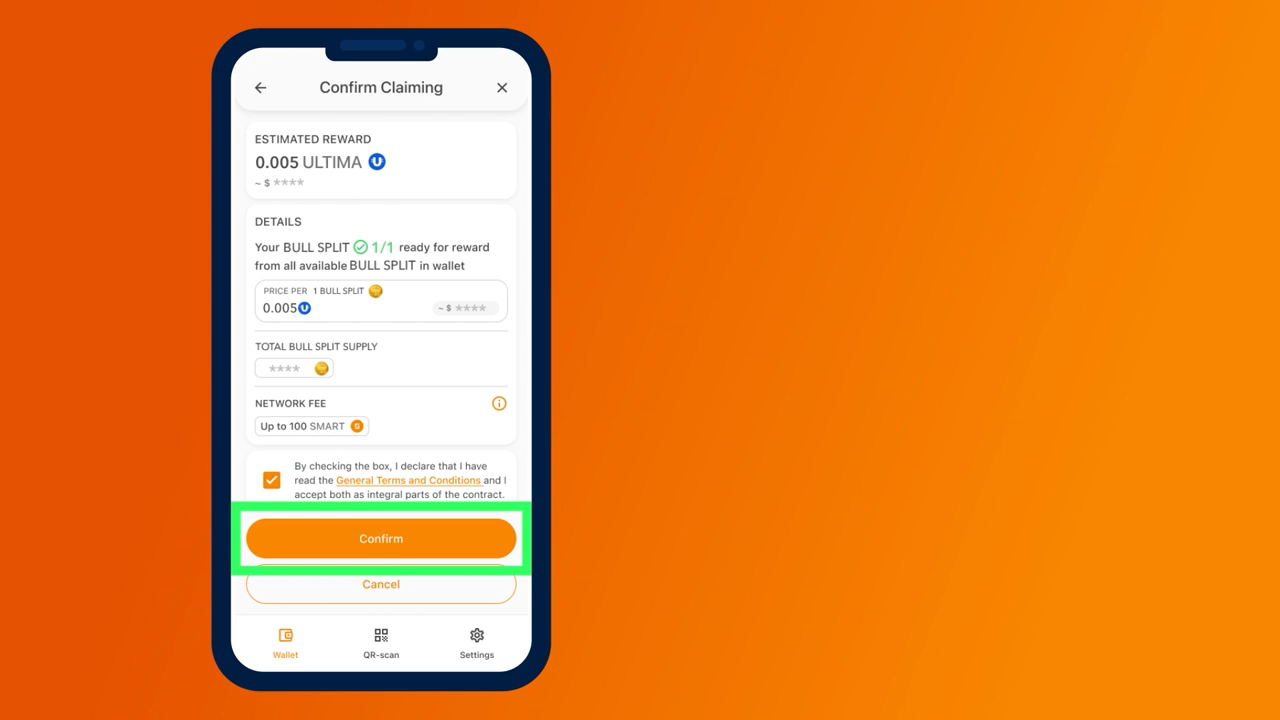 Confirm Claiming
ESTIMATED REWARD
0.005 ULTIMA
~ $ ****
DETAILS
Your BULL SPLIT 1/1 ready for reward
from all available BULL SPLIT in wallet
PRICE PER 1 BULL SPLIT
0.005 ~ $ ****
TOTAL BULL SPLIT SUPPLY
****
NETWORK FEE
Up to 100 SMART
By checking the box, I declare that I have
read the General Terms and Conditions and I
accept both as integral parts of the contract.
Confirm
Cancel
Wallet QR-scan Settings